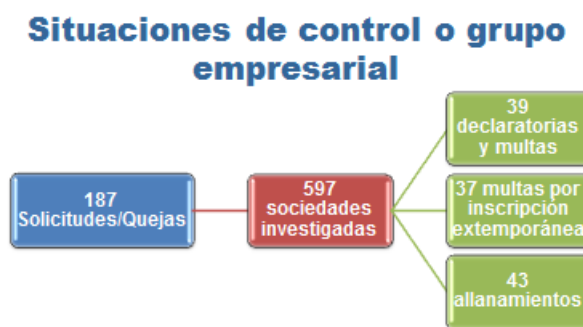 Situaciones de control o grupo
empresarial
187
Solicitudes/Quejas
597
sociedades
investigadas
39
declaratorias
y multas
37 multas por
inscripción
extemporánea
43
allanamientos